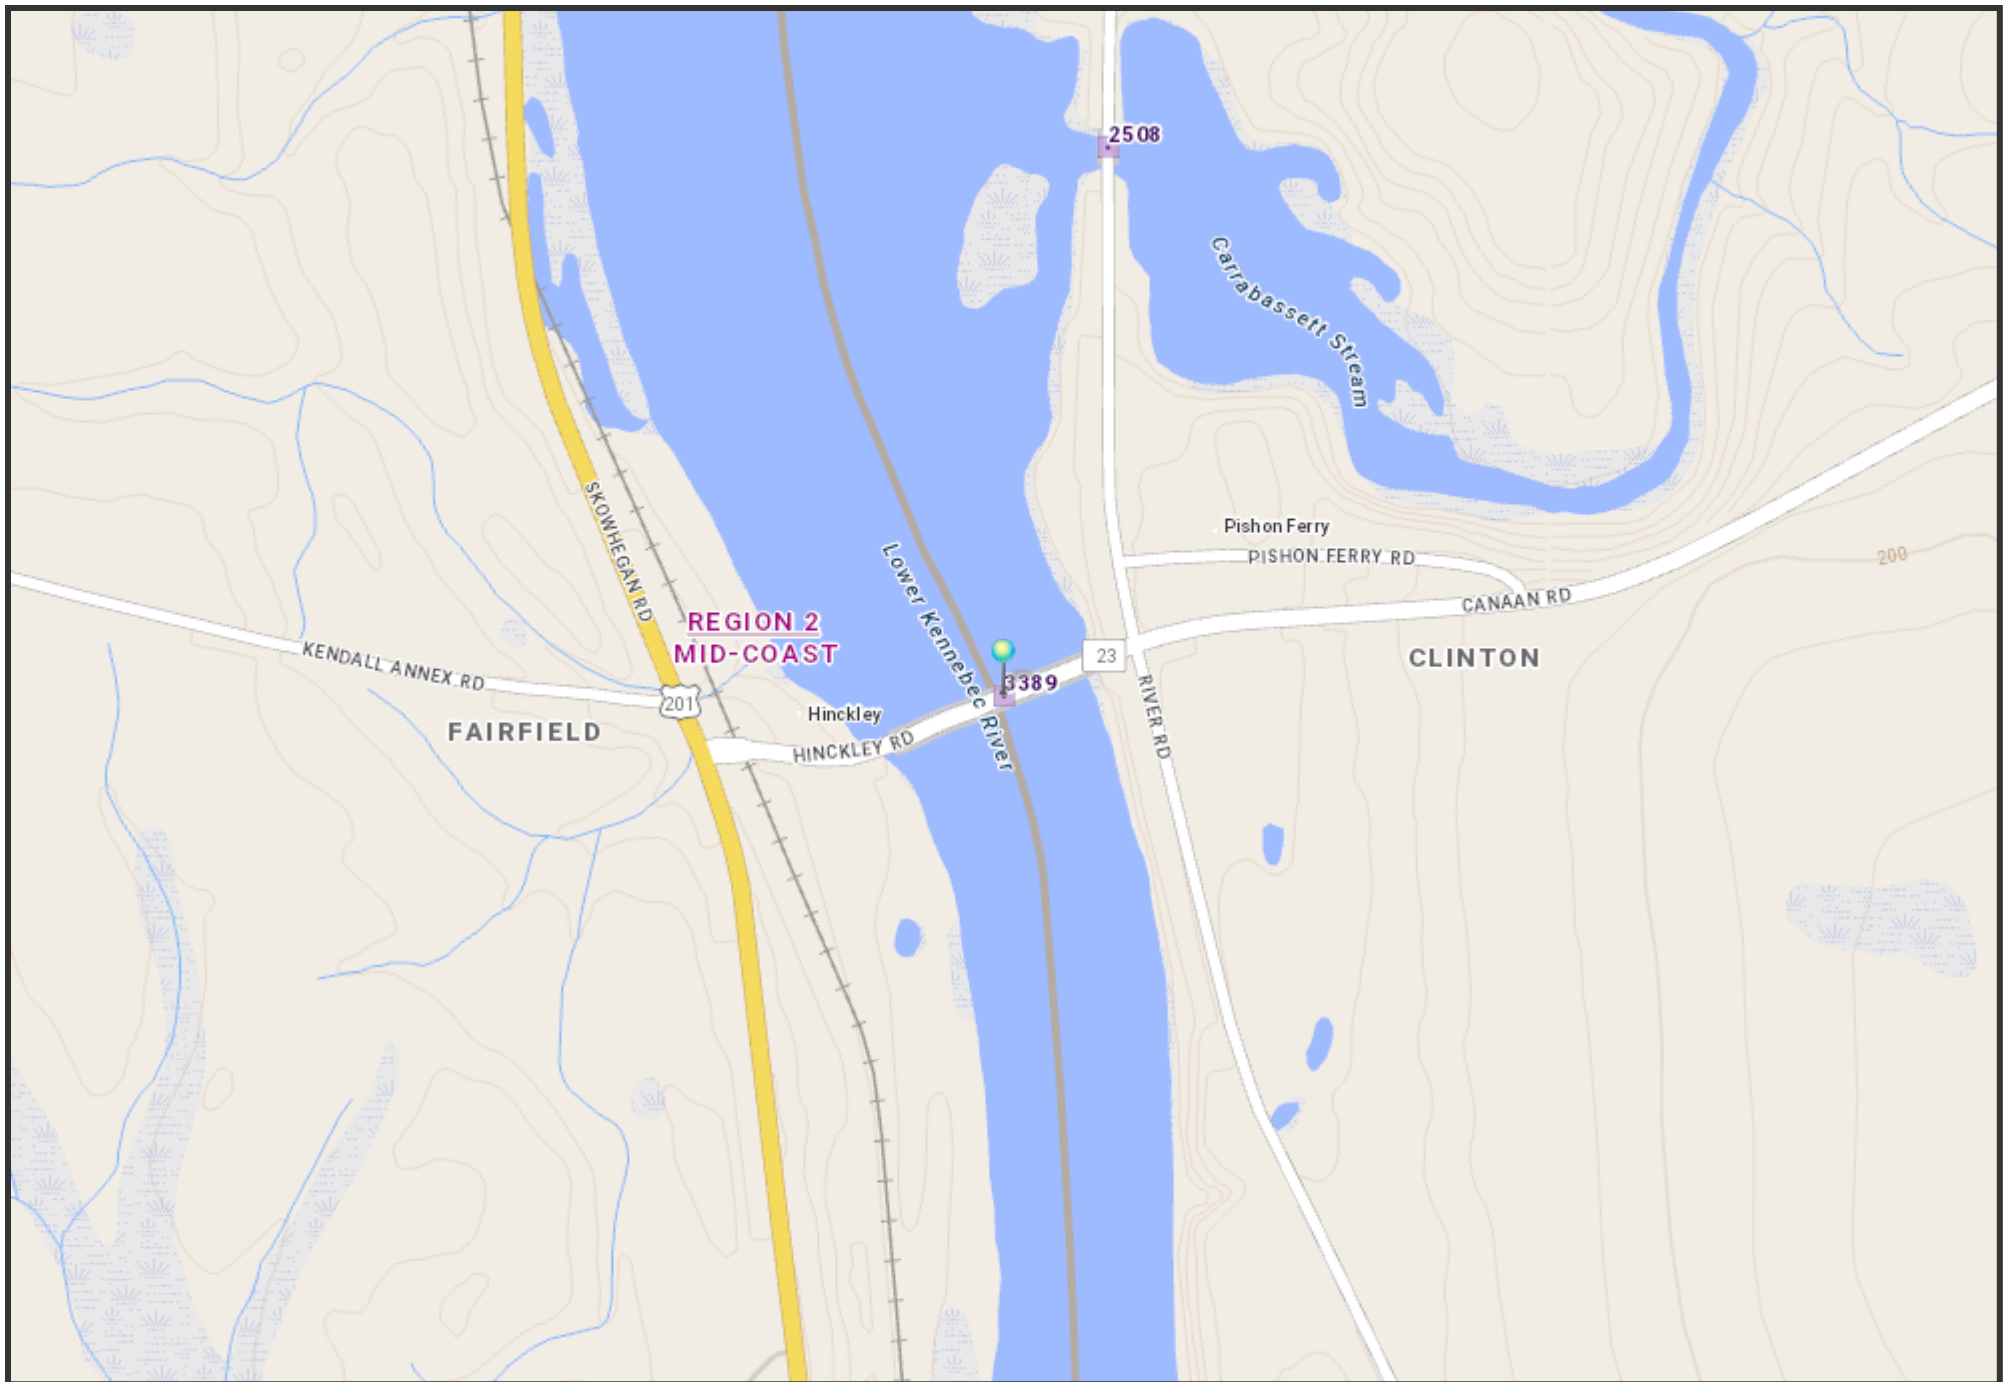 2508
Carrabassett Stream
SKOWHEGAN RD
Pishon Ferry
PISHON FERRY RD
200
CANAAN RD
Lower Kennebec River
REGION 2
MID-COAST
KENDALL ANNEX RD
23
CLINTON
3389
201
Hinckley
RIVER RD
FAIRFIELD
HINCKLEY RD